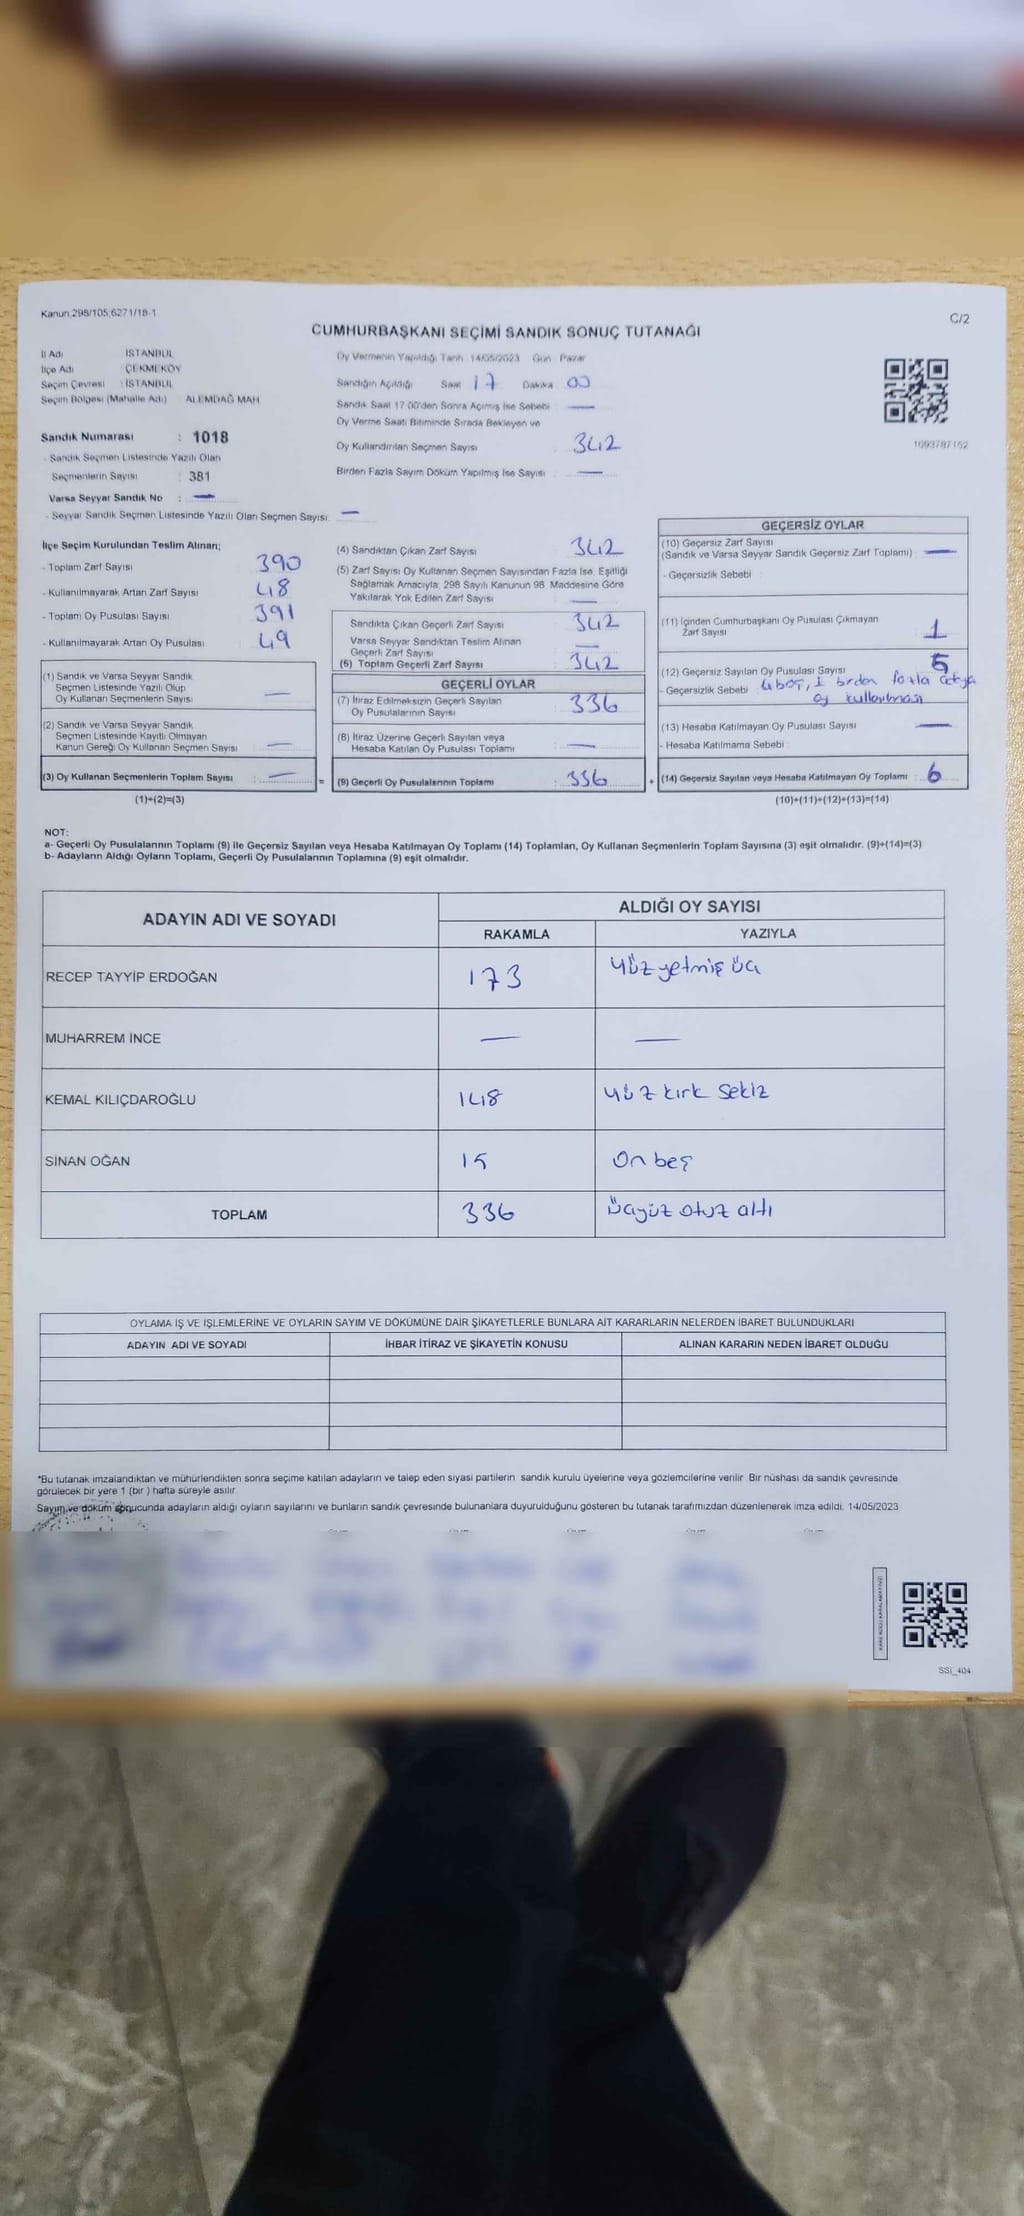 Kanun,298/105,6271/18-1
C/2
CUMHURBAŞKANI SEÇİMİ SANDIK SONUÇ TUTANAĞI
İl Adı : İSTANBUL
İlçe Adı : ÇEKMEKÖY
Seçim Çevresi : İSTANBUL
Seçim Bölgesi (Mahalle Adı) ALEMDAĞ MAH
Sandık Numarası : 1018
- Sandık Seçmen Listesinde Yazılı Olan
Seçmenlerin Sayısı : 381
Varsa Seyyar Sandık No : —
- Seyyar Sandık Seçmen Listesinde Yazılı Olan Seçmen Sayısı: —
Oy Vermenin Yapıldığı Tarih 14/05/2023 Gün Pazar
Sandığın Açıldığı Saat 17 Dakika 00
Sandık Saat 17.00'den Sonra Açılmış İse Sebebi : —
Oy Verme Saati Bitiminde Sırada Bekleyen ve
Oy Kullandırılan Seçmen Sayısı : 342
Birden Fazla Sayım Döküm Yapılmış İse Sayısı : —
1093787152
İlçe Seçim Kurulundan Teslim Alınan;
- Toplam Zarf Sayısı 390
- Kullanılmayarak Artan Zarf Sayısı 48
- Toplam Oy Pusulası Sayısı 391
- Kullanılmayarak Artan Oy Pusulası 49
(1) Sandık ve Varsa Seyyar Sandık
Seçmen Listesinde Yazılı Olup
Oy Kullanan Seçmenlerin Sayısı —
(2) Sandık ve Varsa Seyyar Sandık
Seçmen Listesinde Kayıtlı Olmayan
Kanun Gereği Oy Kullanan Seçmen Sayısı : —
(3) Oy Kullanan Seçmenlerin Toplam Sayısı : — =
(1)+(2)=(3)
(4) Sandıktan Çıkan Zarf Sayısı 342
(5) Zarf Sayısı Oy Kullanan Seçmen Sayısından Fazla İse, Eşitliği
Sağlamak Amacıyla, 298 Sayılı Kanunun 98. Maddesine Göre
Yakılarak Yok Edilen Zarf Sayısı —
Sandıkta Çıkan Geçerli Zarf Sayısı 342
Varsa Seyyar Sandıktan Teslim Alınan
Geçerli Zarf Sayısı —
(6) Toplam Geçerli Zarf Sayısı 342
GEÇERLİ OYLAR
(7) İtiraz Edilmeksizin Geçerli Sayılan
Oy Pusulalarının Sayısı : 336
(8) İtiraz Üzerine Geçerli Sayılan veya
Hesaba Katılan Oy Pusulası Toplamı : —
(9) Geçerli Oy Pusulalarının Toplamı : 336 +
GEÇERSİZ OYLAR
(10) Geçersiz Zarf Sayısı
(Sandık ve Varsa Seyyar Sandık Geçersiz Zarf Toplamı) : —
- Geçersizlik Sebebi :
(11) İçinden Cumhurbaşkanı Oy Pusulası Çıkmayan
Zarf Sayısı : 1
(12) Geçersiz Sayılan Oy Pusulası Sayısı : 5
- Geçersizlik Sebebi 4 boş, 1 birden fazla
oy kullanılması
(13) Hesaba Katılmayan Oy Pusulası Sayısı : —
- Hesaba Katılmama Sebebi :
(14) Geçersiz Sayılan veya Hesaba Katılmayan Oy Toplamı : 6
(10)+(11)+(12)+(13)=(14)
NOT:
a- Geçerli Oy Pusulalarının Toplamı (9) ile Geçersiz Sayılan veya Hesaba Katılmayan Oy Toplamı (14) Toplamları, Oy Kullanan Seçmenlerin Toplam Sayısına (3) eşit olmalıdır. (9)+(14)=(3)
b- Adayların Aldığı Oyların Toplamı, Geçerli Oy Pusulalarının Toplamına (9) eşit olmalıdır.
ADAYIN ADI VE SOYADI ALDIĞI OY SAYISI
RAKAMLA YAZIYLA
RECEP TAYYİP ERDOĞAN 173 Yüz yetmiş üç
MUHARREM İNCE — —
KEMAL KILIÇDAROĞLU 148 Yüz kırk sekiz
SİNAN OĞAN 15 On beş
TOPLAM 336 Üçyüz otuz altı
OYLAMA İŞ VE İŞLEMLERİNE VE OYLARIN SAYIM VE DÖKÜMÜNE DAİR ŞİKAYETLERLE BUNLARA AİT KARARLARIN NELERDEN İBARET BULUNDUKLARI
ADAYIN ADI VE SOYADI İHBAR İTİRAZ VE ŞİKAYETİN KONUSU ALINAN KARARIN NEDEN İBARET OLDUĞU
*Bu tutanak imzalandıktan ve mühürlendikten sonra seçime katılan adayların ve talep eden siyasi partilerin sandık kurulu üyelerine veya gözlemcilerine verilir. Bir nüshası da sandık çevresinde
görülecek bir yere 1 (bir ) hafta süreyle asılır.
Sayım ve döküm sonucunda adayların aldığı oyların sayılarını ve bunların sandık çevresinde bulunanlara duyurulduğunu gösteren bu tutanak tarafımızdan düzenlenerek imza edildi. 14/05/2023
KARE KODU KARALAMAYINIZ!
SSİ_404